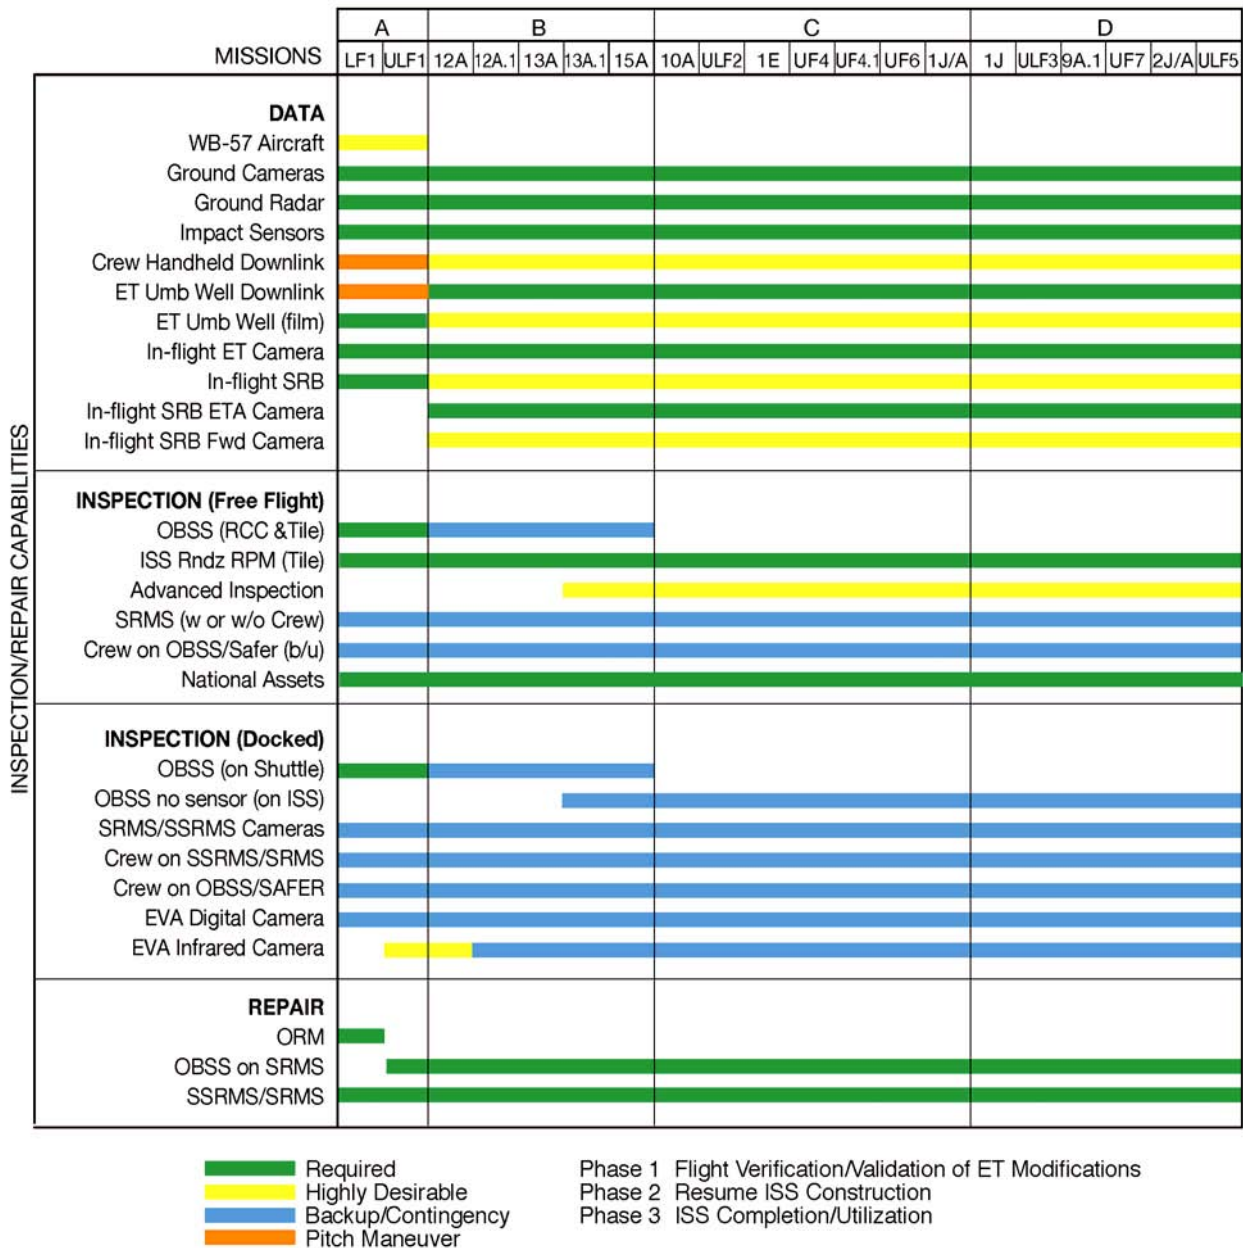 A B C D
MISSIONS LF1 ULF1 12A 12A.1 13A 13A.1 15A 10A ULF2 1E UF4 UF4.1 UF6 1J/A 1J ULF3 9A.1 UF7 2J/A ULF5
INSPECTION/REPAIR CAPABILITIES
DATA
WB-57 Aircraft
Ground Cameras
Ground Radar
Impact Sensors
Crew Handheld Downlink
ET Umb Well Downlink
ET Umb Well (film)
In-flight ET Camera
In-flight SRB
In-flight SRB ETA Camera
In-flight SRB Fwd Camera
INSPECTION (Free Flight)
OBSS (RCC &Tile)
ISS Rndz RPM (Tile)
Advanced Inspection
SRMS (w or w/o Crew)
Crew on OBSS/Safer (b/u)
National Assets
INSPECTION (Docked)
OBSS (on Shuttle)
OBSS no sensor (on ISS)
SRMS/SSRMS Cameras
Crew on SSRMS/SRMS
Crew on OBSS/SAFER
EVA Digital Camera
EVA Infrared Camera
REPAIR
ORM
OBSS on SRMS
SSRMS/SRMS
Required
Highly Desirable
Backup/Contingency
Pitch Maneuver
Phase 1 Flight Verification/Validation of ET Modifications
Phase 2 Resume ISS Construction
Phase 3 ISS Completion/Utilization